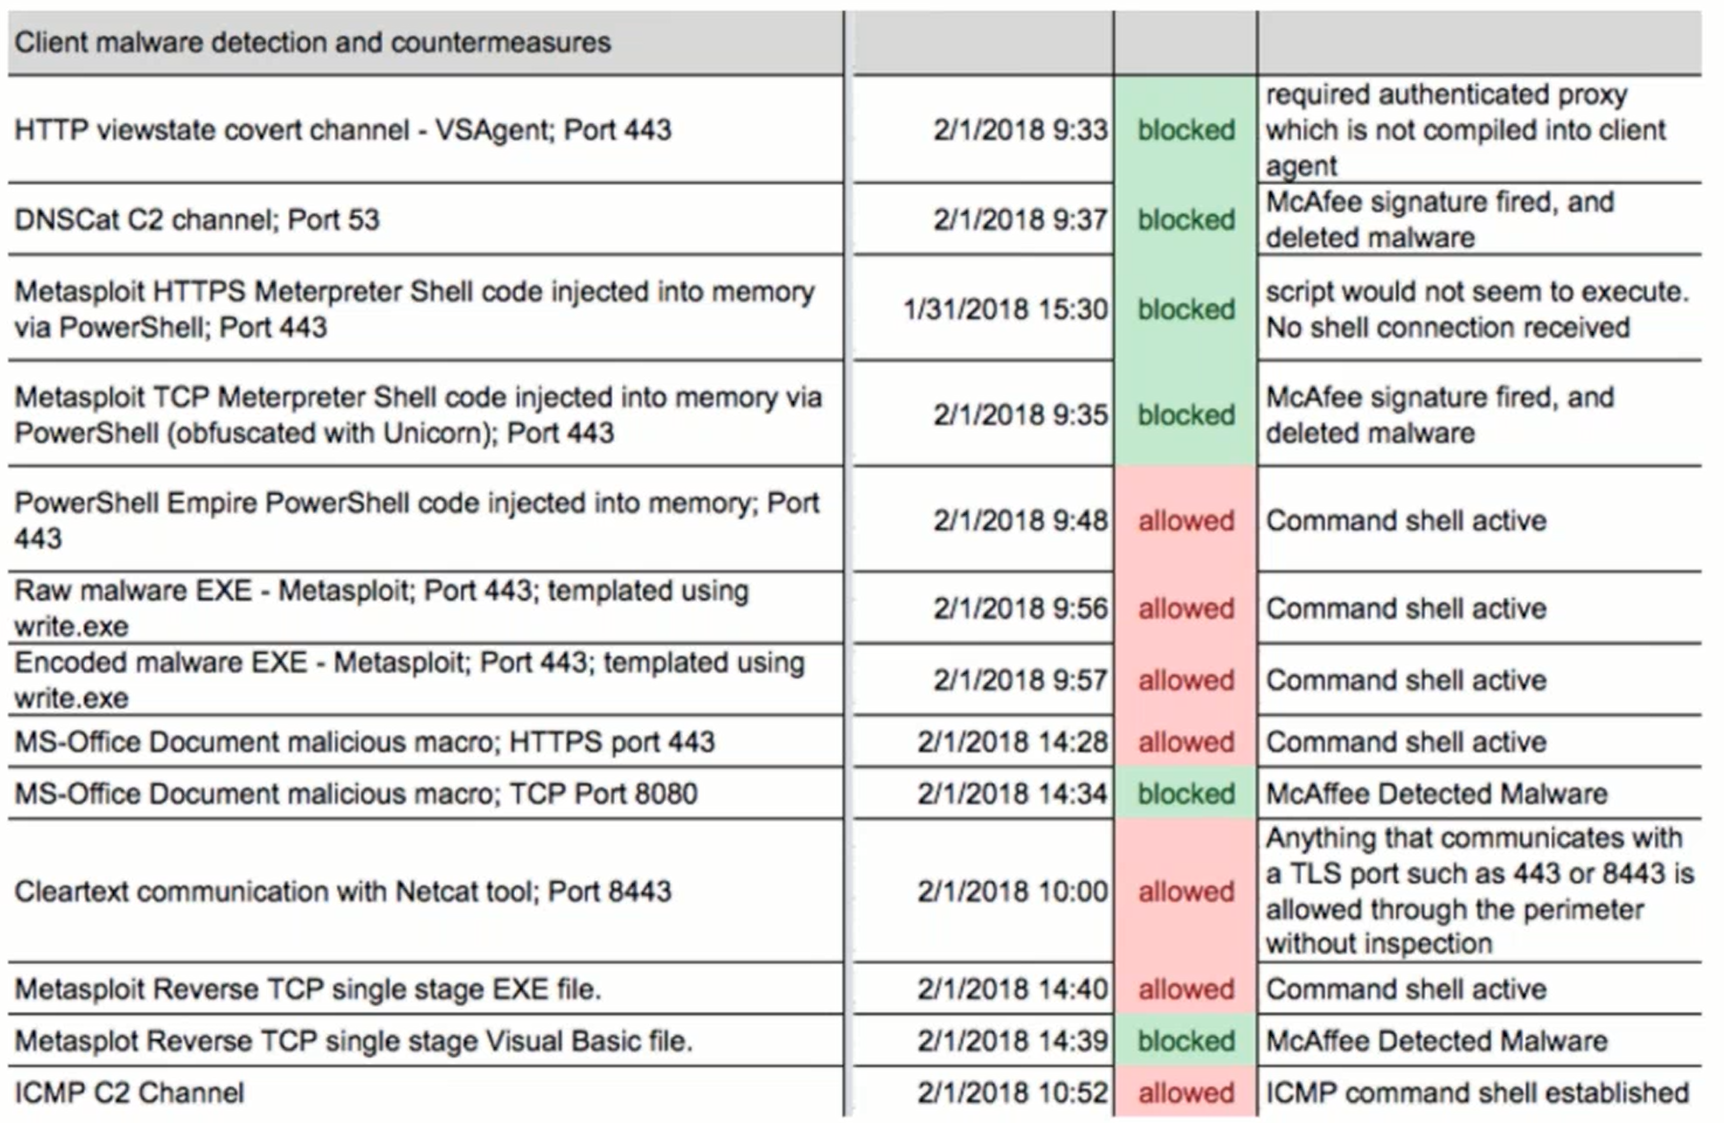 Client malware detection and countermeasures
HTTP viewstate covert channel - VSAgent; Port 443
2/1/2018 9:33
blocked
required authenticated proxy
which is not compiled into client
agent
DNSCat C2 channel; Port 53
2/1/2018 9:37
blocked
McAfee signature fired, and
deleted malware
Metasploit HTTPS Meterpreter Shell code injected into memory
via PowerShell; Port 443
1/31/2018 15:30
blocked
script would not seem to execute.
No shell connection received
Metasploit TCP Meterpreter Shell code injected into memory via
PowerShell (obfuscated with Unicorn); Port 443
2/1/2018 9:35
blocked
McAfee signature fired, and
deleted malware
PowerShell Empire PowerShell code injected into memory; Port
443
2/1/2018 9:48
allowed
Command shell active
Raw malware EXE - Metasploit; Port 443; templated using
write.exe
2/1/2018 9:56
allowed
Command shell active
Encoded malware EXE - Metasploit; Port 443; templated using
write.exe
2/1/2018 9:57
allowed
Command shell active
MS-Office Document malicious macro; HTTPS port 443
2/1/2018 14:28
allowed
Command shell active
MS-Office Document malicious macro; TCP Port 8080
2/1/2018 14:34
blocked
McAffee Detected Malware
Cleartext communication with Netcat tool; Port 8443
2/1/2018 10:00
allowed
Anything that communicates with
a TLS port such as 443 or 8443 is
allowed through the perimeter
without inspection
Metasploit Reverse TCP single stage EXE file.
2/1/2018 14:40
allowed
Command shell active
Metasplot Reverse TCP single stage Visual Basic file.
2/1/2018 14:39
blocked
McAffee Detected Malware
ICMP C2 Channel
2/1/2018 10:52
allowed
ICMP command shell established